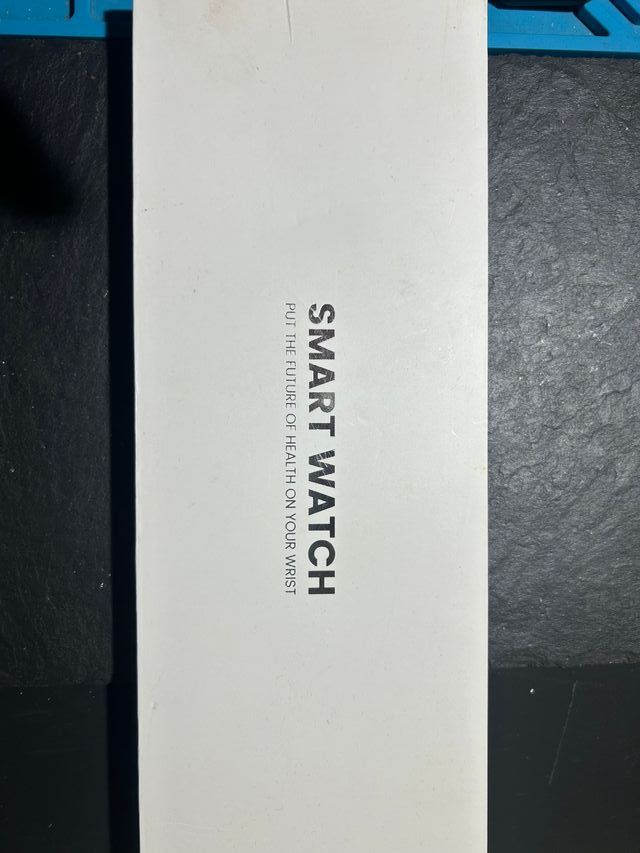 SMART WATCH
PUT THE FUTURE OF HEALTH ON YOUR WRIST